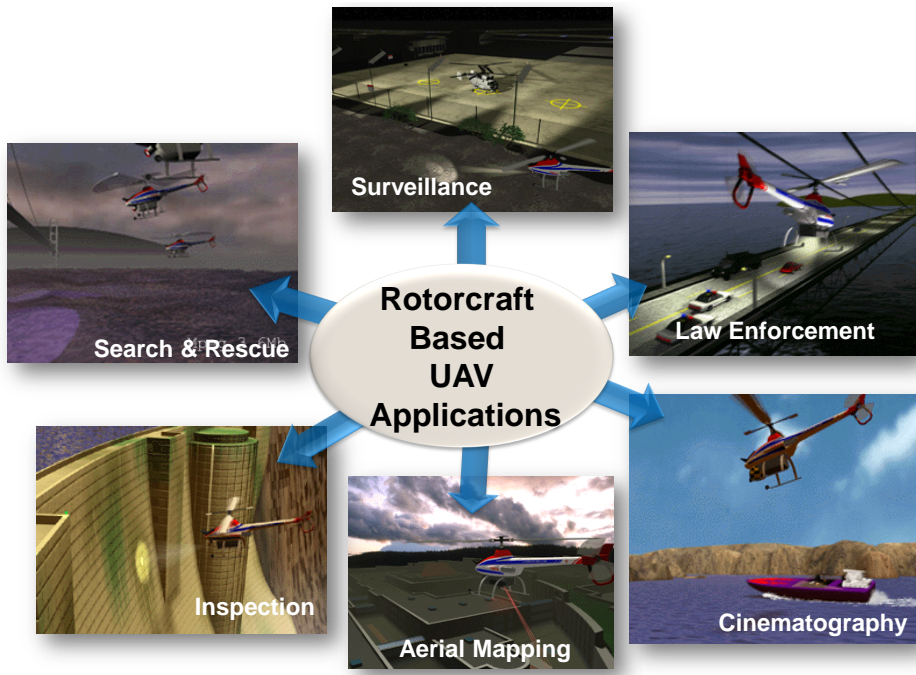 Surveillance
Search & Rescue
Rotorcraft
Based
UAV
Applications
Law Enforcement
Inspection
Aerial Mapping
Cinematography